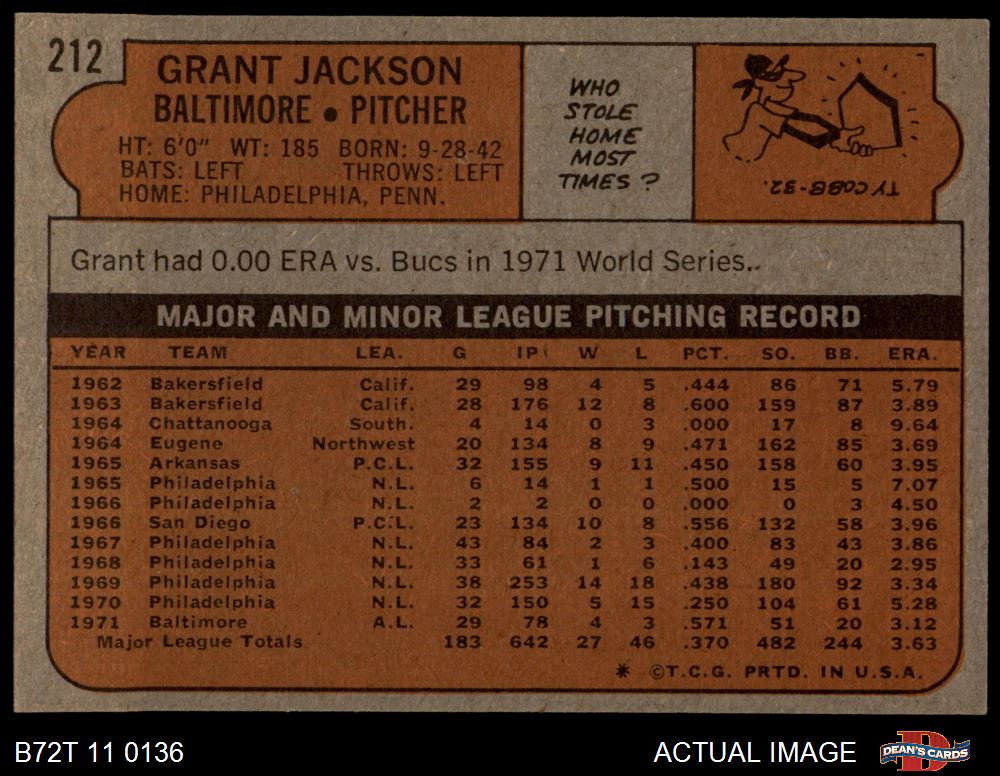 212
GRANT JACKSON
BALTIMORE • PITCHER
HT: 6'0" WT: 185 BORN: 9-28-42
BATS: LEFT THROWS: LEFT
HOME: PHILADELPHIA, PENN.
WHO
STOLE
HOME
MOST
TIMES ?
TY COBB-32.
Grant had 0.00 ERA vs. Bucs in 1971 World Series..
MAJOR AND MINOR LEAGUE PITCHING RECORD
YEAR TEAM LEA. G IP W L PCT. SO. BB. ERA.
1962 Bakersfield Calif. 29 98 4 5 .444 86 71 5.79
1963 Bakersfield Calif. 28 176 12 8 .600 159 87 3.89
1964 Chattanooga South. 4 14 0 3 .000 17 8 9.64
1964 Eugene Northwest 20 134 8 9 .471 162 85 3.69
1965 Arkansas P.C.L. 32 155 9 11 .450 158 60 3.95
1965 Philadelphia N.L. 6 14 1 1 .500 15 5 7.07
1966 Philadelphia N.L. 2 2 0 0 .000 0 3 4.50
1966 San Diego P.C.L. 23 134 10 8 .556 132 58 3.96
1967 Philadelphia N.L. 43 84 2 3 .400 83 43 3.86
1968 Philadelphia N.L. 33 61 1 6 .143 49 20 2.95
1969 Philadelphia N.L. 38 253 14 18 .438 180 92 3.34
1970 Philadelphia N.L. 32 150 5 15 .250 104 61 5.28
1971 Baltimore A.L. 29 78 4 3 .571 51 20 3.12
Major League Totals 183 642 27 46 .370 482 244 3.63
* ©T.C.G. PRTD. IN U.S.A.
B72T 11 0136 ACTUAL IMAGE DEAN'S CARDS